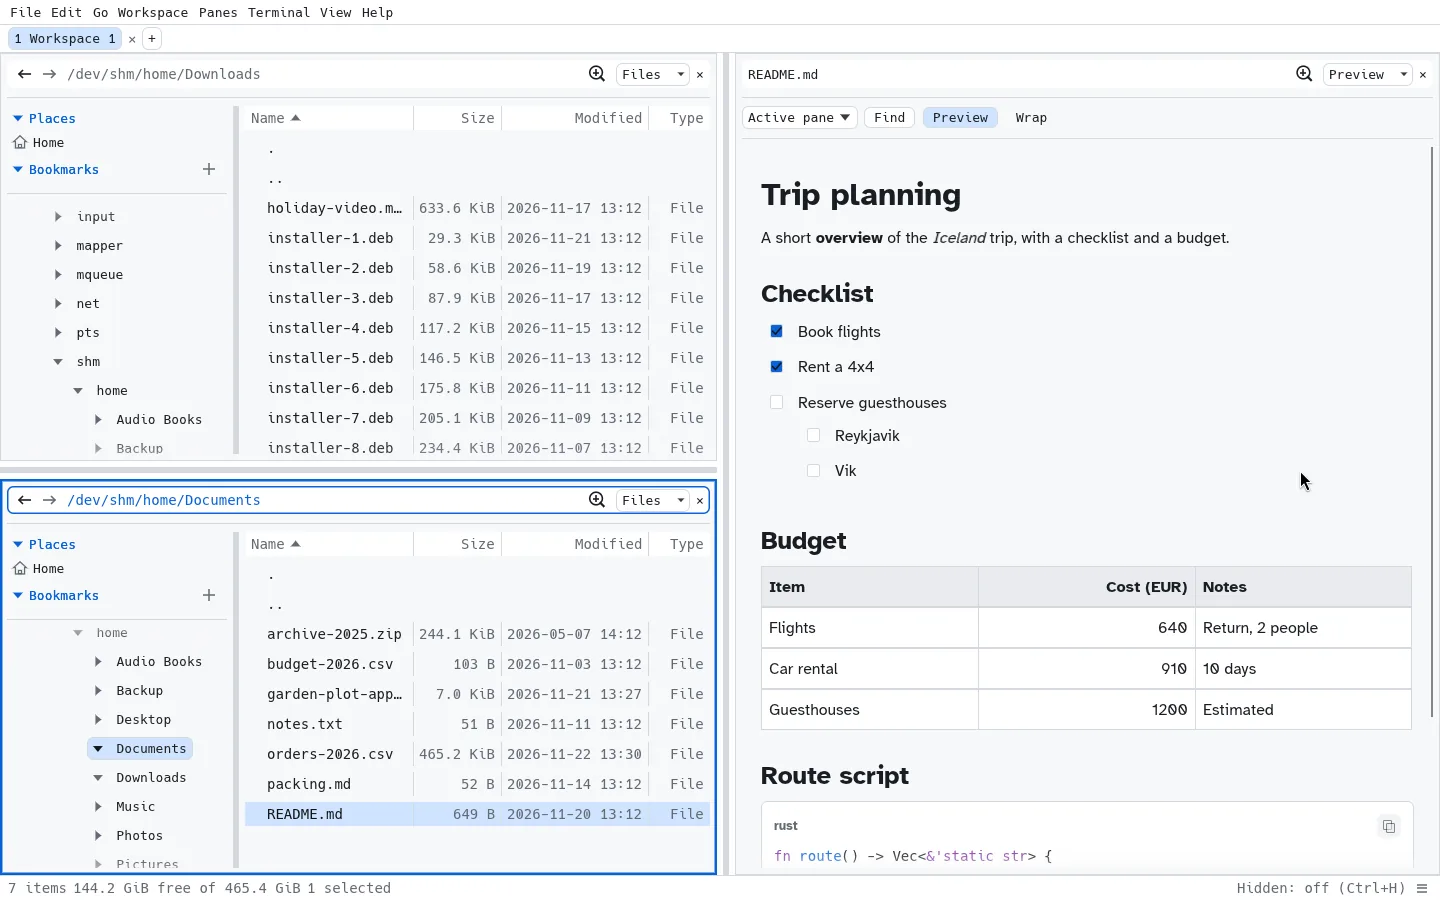 File Edit Go Workspace Panes Terminal View Help
1 Workspace 1 × +
/dev/shm/home/Downloads Files ×
Places
Home
Bookmarks
input
mapper
mqueue
net
pts
shm
home
Audio Books
Backup
Name Size Modified Type
.
..
holiday-video.m… 633.6 KiB 2026-11-17 13:12 File
installer-1.deb 29.3 KiB 2026-11-21 13:12 File
installer-2.deb 58.6 KiB 2026-11-19 13:12 File
installer-3.deb 87.9 KiB 2026-11-17 13:12 File
installer-4.deb 117.2 KiB 2026-11-15 13:12 File
installer-5.deb 146.5 KiB 2026-11-13 13:12 File
installer-6.deb 175.8 KiB 2026-11-11 13:12 File
installer-7.deb 205.1 KiB 2026-11-09 13:12 File
installer-8.deb 234.4 KiB 2026-11-07 13:12 File
/dev/shm/home/Documents Files ×
Places
Home
Bookmarks
home
Audio Books
Backup
Desktop
Documents
Downloads
Music
Photos
Pictures
Name Size Modified Type
.
..
archive-2025.zip 244.1 KiB 2026-05-07 14:12 File
budget-2026.csv 103 B 2026-11-03 13:12 File
garden-plot-app… 7.0 KiB 2026-11-21 13:27 File
notes.txt 51 B 2026-11-11 13:12 File
orders-2026.csv 465.2 KiB 2026-11-22 13:30 File
packing.md 52 B 2026-11-14 13:12 File
README.md 649 B 2026-11-20 13:12 File
README.md Preview ×
Active pane Find Preview Wrap
Trip planning
A short overview of the Iceland trip, with a checklist and a budget.
Checklist
Book flights
Rent a 4x4
Reserve guesthouses
Reykjavik
Vik
Budget
Item Cost (EUR) Notes
Flights 640 Return, 2 people
Car rental 910 10 days
Guesthouses 1200 Estimated
Route script
rust
fn route() -> Vec<&'static str> {
7 items 144.2 GiB free of 465.4 GiB 1 selected
Hidden: off (Ctrl+H)